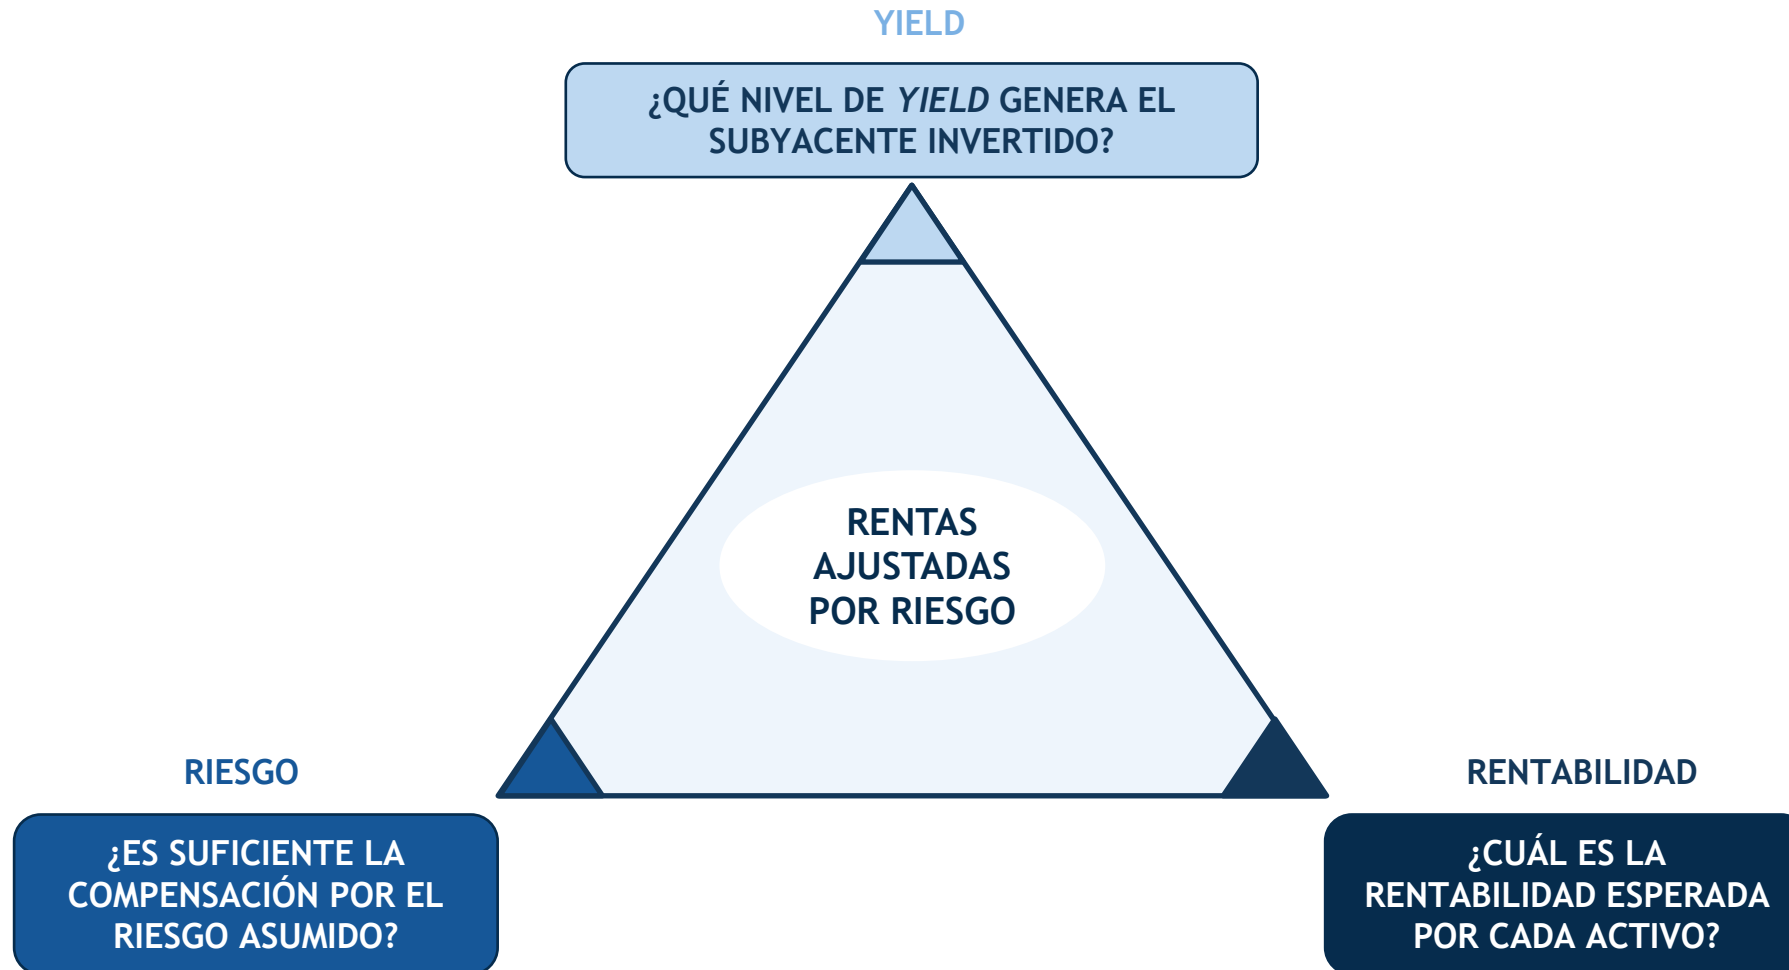 YIELD
¿QUÉ NIVEL DE YIELD GENERA EL
SUBYACENTE INVERTIDO?
RENTAS
AJUSTADAS
POR RIESGO
RIESGO
¿ES SUFICIENTE LA
COMPENSACIÓN POR EL
RIESGO ASUMIDO?
RENTABILIDAD
¿CUÁL ES LA
RENTABILIDAD ESPERADA
POR CADA ACTIVO?